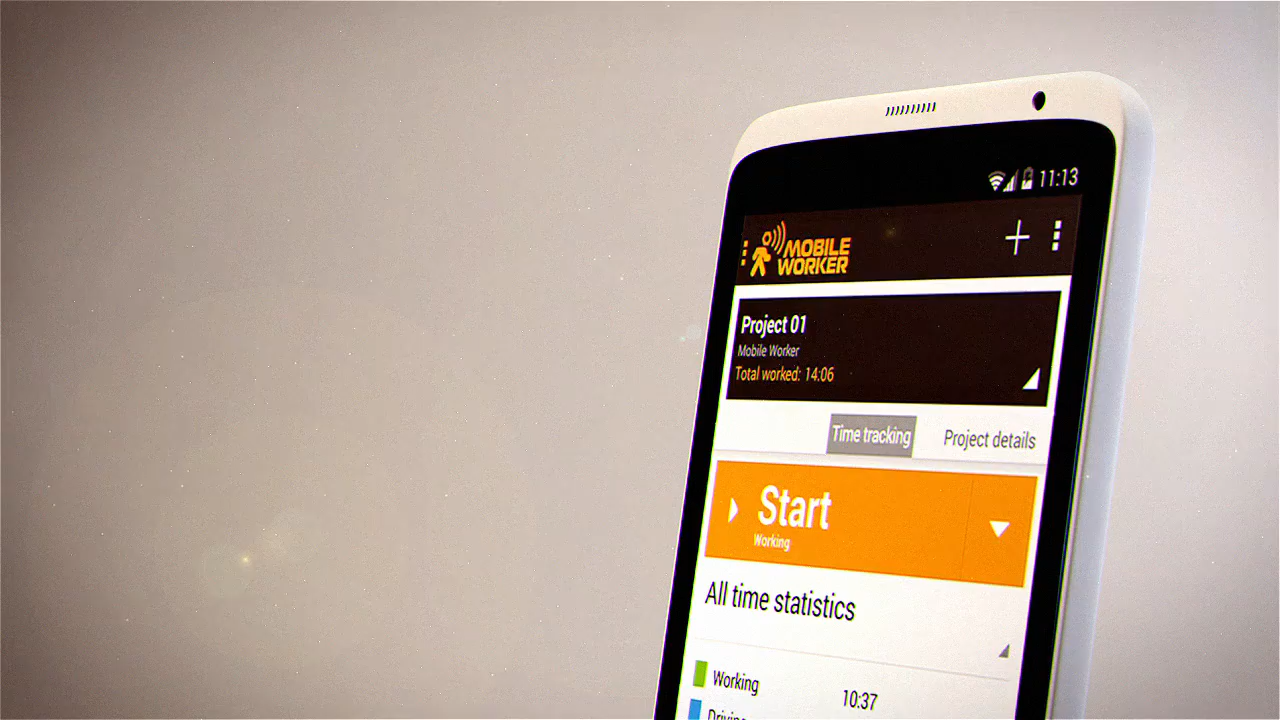 11:13
MOBILE
WORKER
Project 01
Mobile Worker
Total worked: 14:06
Time tracking
Project details
Start
Working
All time statistics
Working 10:37
Driving